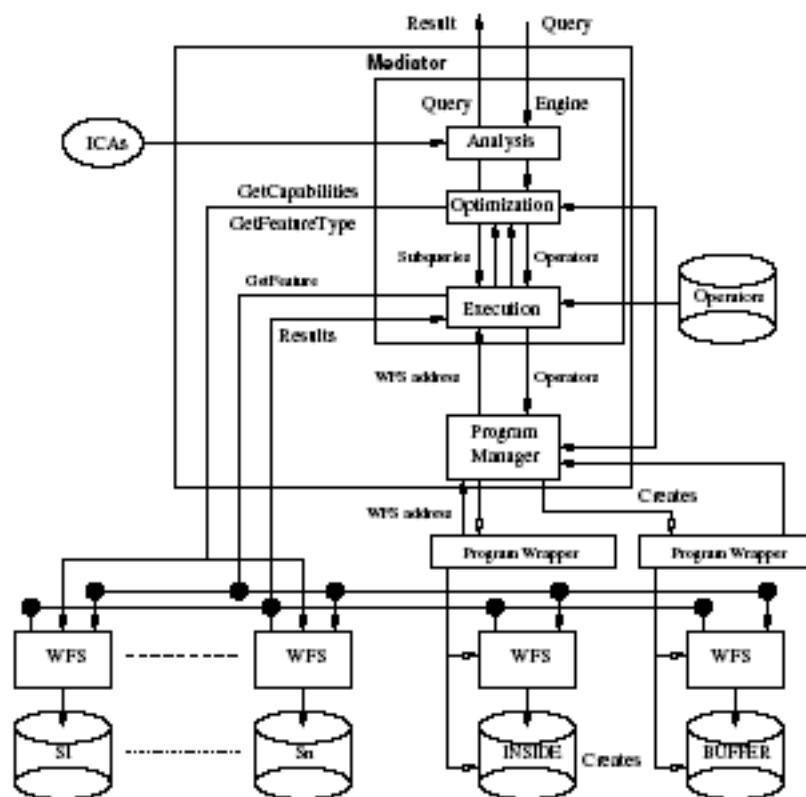 Result
Query
Mediator
Query
Engine
ICAs
Analysis
GetCapabilities
Optimization
GetFeatureType
Subqueries
Operators
GetFeature
Execution
Operators
Results
WFS address
Operators
Program
Manager
WFS address
Creates
Program Wrapper
Program Wrapper
WFS
WFS
WFS
WFS
S1
Sn
INSIDE
Creates
BUFFER